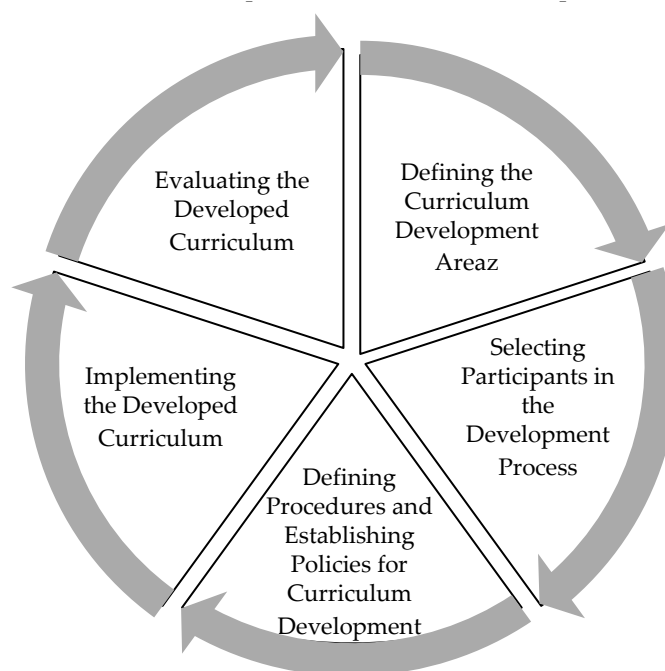 Defining the
Curriculum
Development
Areaz
Selecting
Participants in
the
Development
Process
Defining
Procedures and
Establishing
Policies for
Curriculum
Development
Implementing
the Developed
Curriculum
Evaluating the
Developed
Curriculum